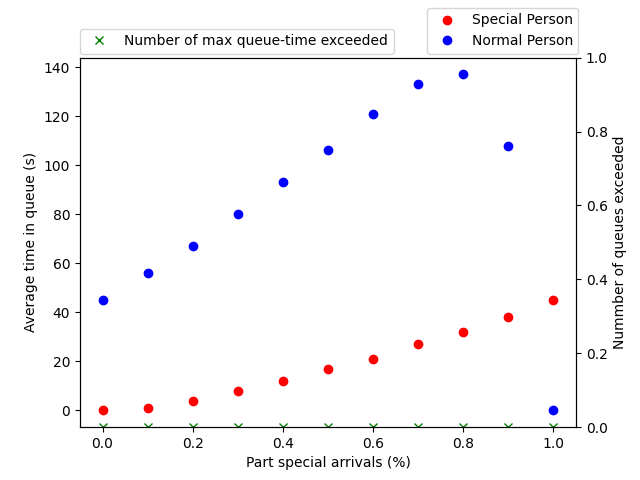 Special Person
Number of max queue-time exceeded
Normal Person
140
120
100
80
60
40
20
0
Average time in queue (s)
1.0
0.8
0.6
0.4
0.2
0.0
Nummber of queues exceeded
0.0 0.2 0.4 0.6 0.8 1.0
Part special arrivals (%)